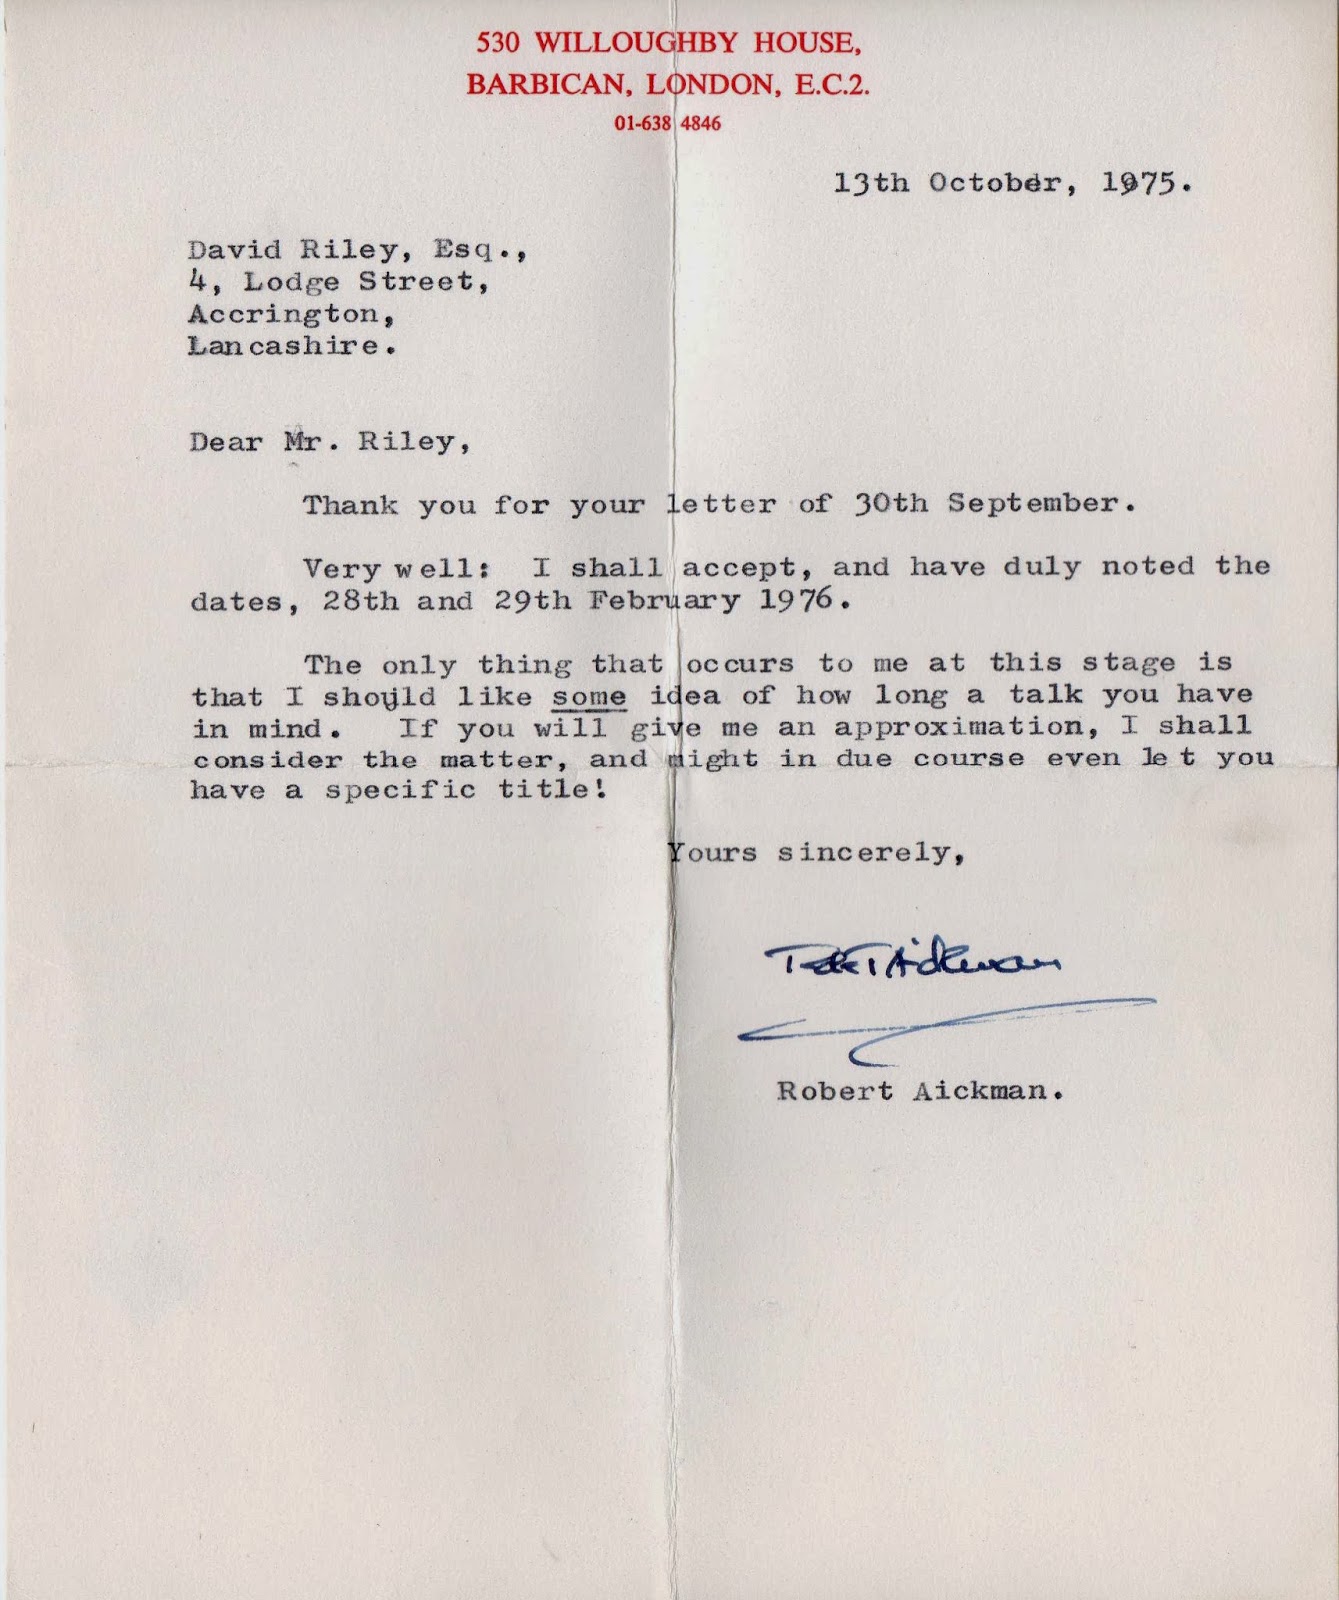 530 WILLOUGHBY HOUSE,
BARBICAN, LONDON, E.C.2.
01-638 4846
13th October, 1975.
David Riley, Esq.,
4, Lodge Street,
Accrington,
Lancashire.
Dear Mr. Riley,
Thank you for your letter of 30th September.
Very well: I shall accept, and have duly noted the
dates, 28th and 29th February 1976.
The only thing that occurs to me at this stage is
that I should like some idea of how long a talk you have
in mind. If you will give me an approximation, I shall
consider the matter, and might in due course even let you
have a specific title!
Yours sincerely,
Robert Aickman
Robert Aickman.